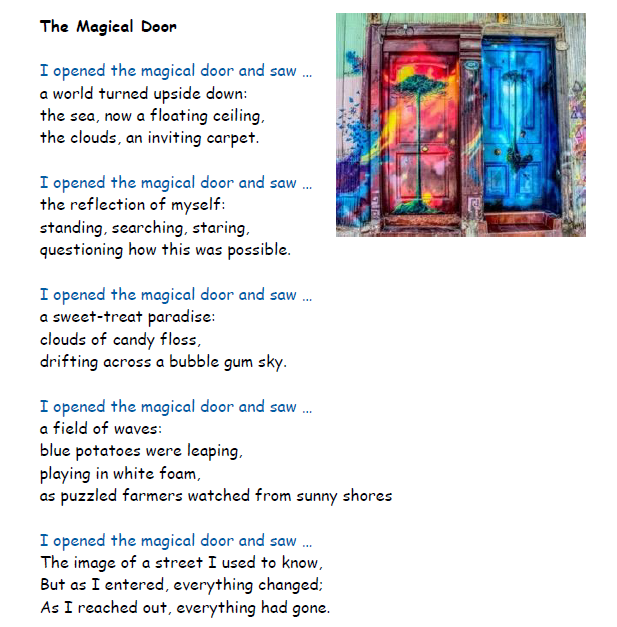 The Magical Door
I opened the magical door and saw …
a world turned upside down:
the sea, now a floating ceiling,
the clouds, an inviting carpet.
I opened the magical door and saw …
the reflection of myself:
standing, searching, staring,
questioning how this was possible.
I opened the magical door and saw …
a sweet-treat paradise:
clouds of candy floss,
drifting across a bubble gum sky.
I opened the magical door and saw …
a field of waves:
blue potatoes were leaping,
playing in white foam,
as puzzled farmers watched from sunny shores
I opened the magical door and saw …
The image of a street I used to know,
But as I entered, everything changed;
As I reached out, everything had gone.